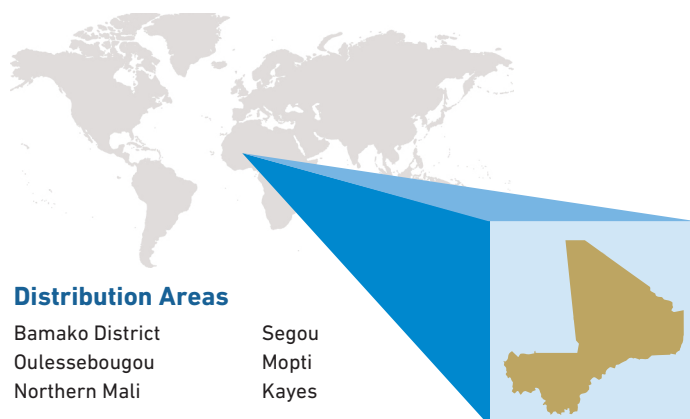 Distribution Areas
Bamako District
Oulessebougou
Northern Mali
Segou
Mopti
Kayes